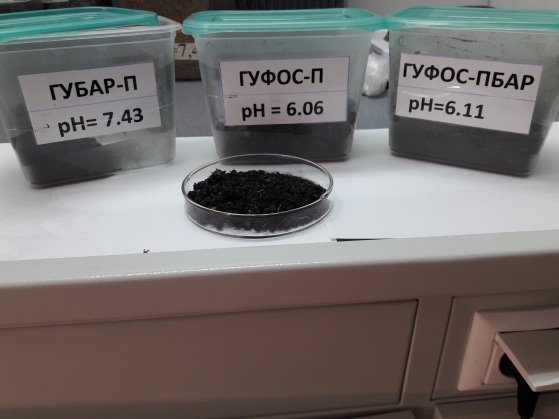 ГУБАР-П
pH= 7.43
ГУФОС-П
pH = 6.06
ГУФОС-ПБАР
pH=6.11